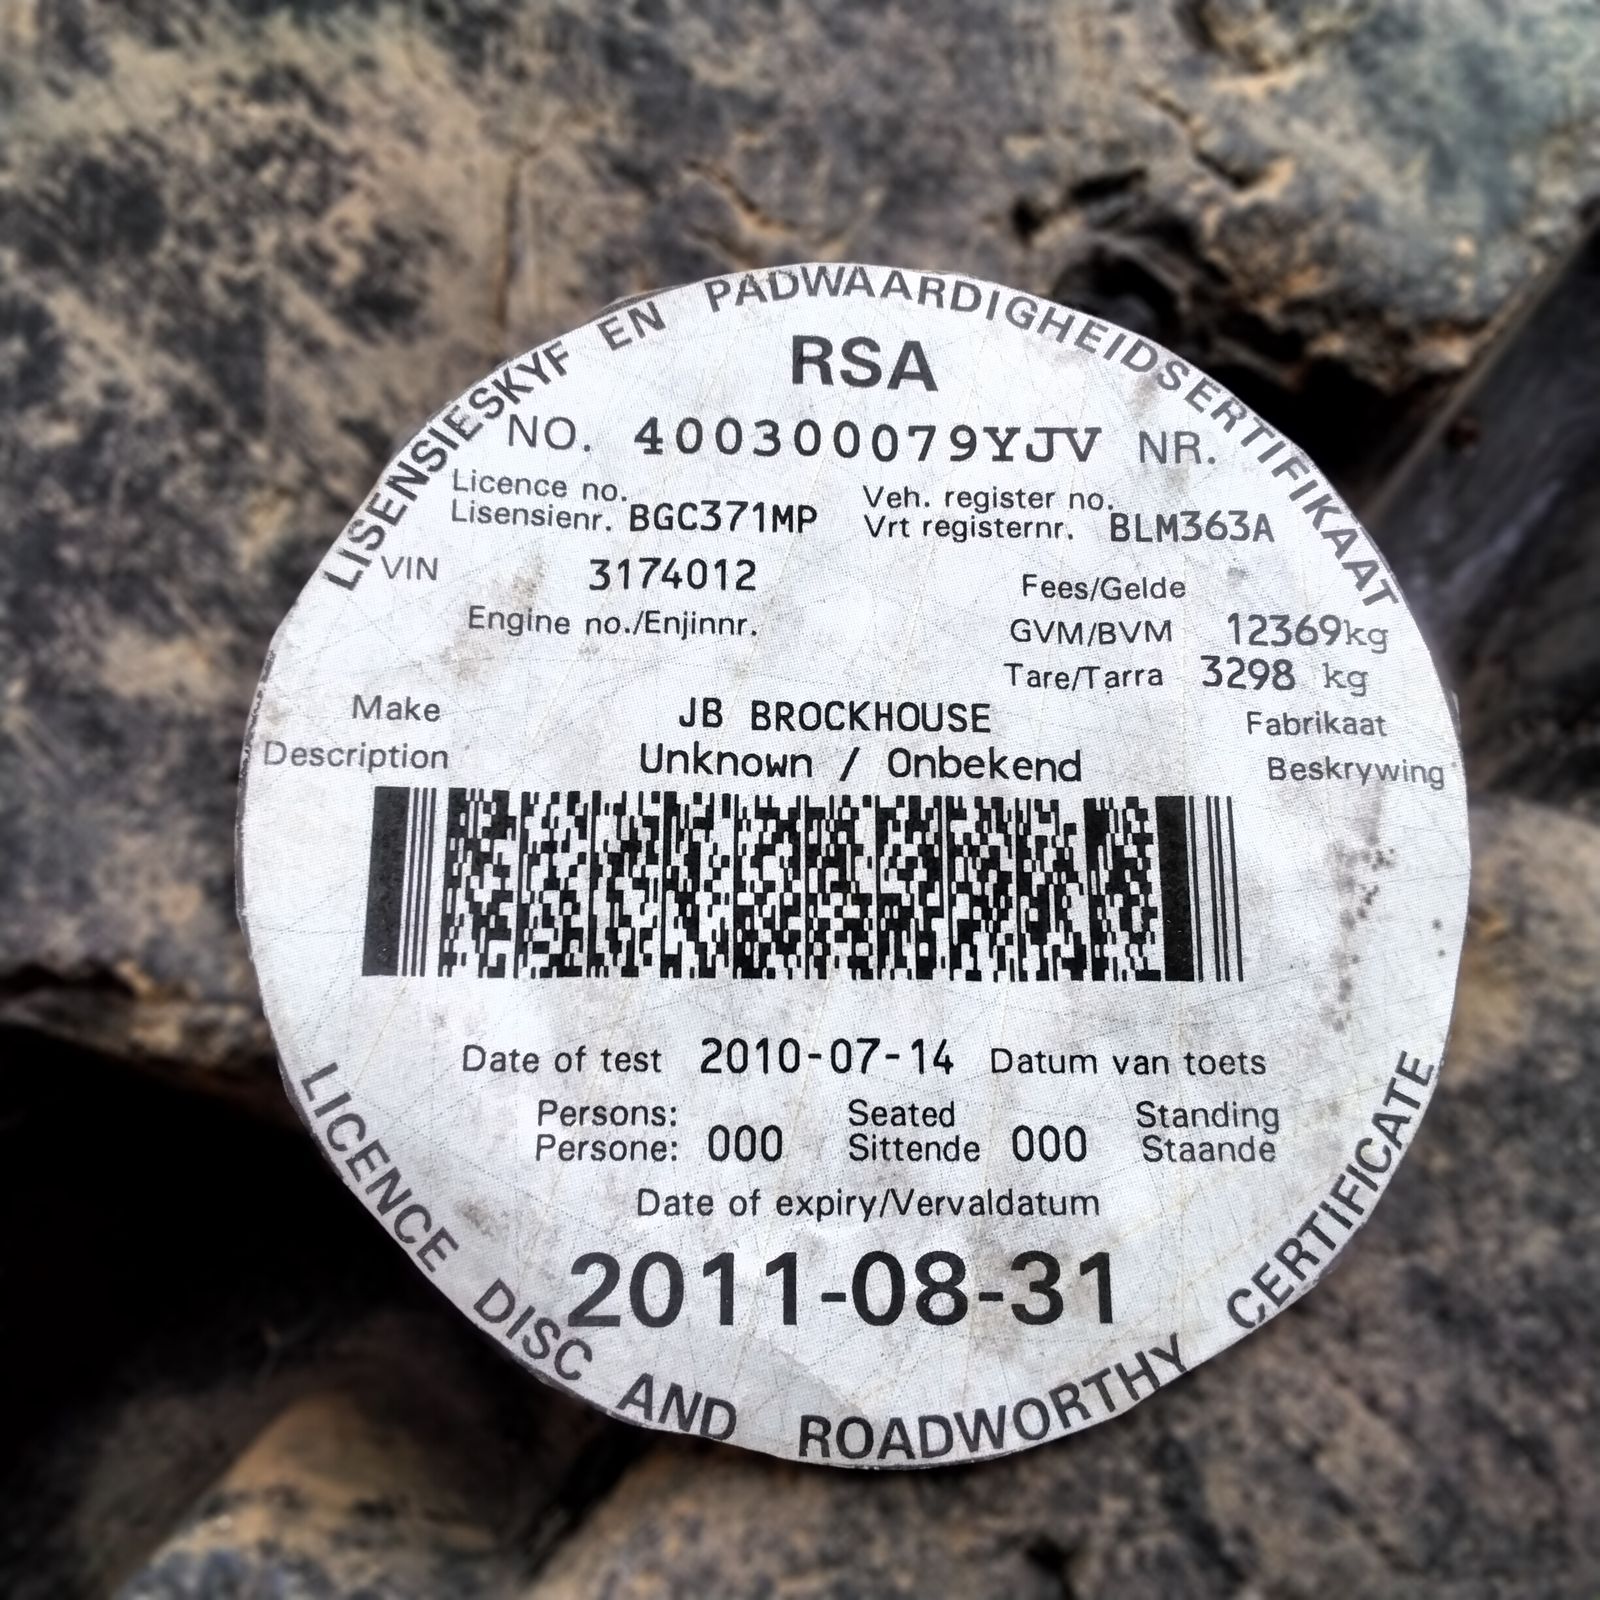 LISENSIESKYF EN PADWAARDIGHEIDSERTIFIKAAT
RSA
NO. 400300079YJV NR.
Licence no.
Lisensienr. BGC371MP
Veh. register no.
Vrt registernr. BLM363A
VIN 3174012
Fees/Gelde
Engine no./Enjinnr.
GVM/BVM 12369kg
Tare/Tarra 3298 kg
Make JB BROCKHOUSE Fabrikaat
Description Unknown / Onbekend Beskrywing
Date of test 2010-07-14 Datum van toets
Persons: Seated Standing
Persone: 000 Sittende 000 Staande
Date of expiry/Vervaldatum
2011-08-31
LICENCE DISC AND ROADWORTHY CERTIFICATE